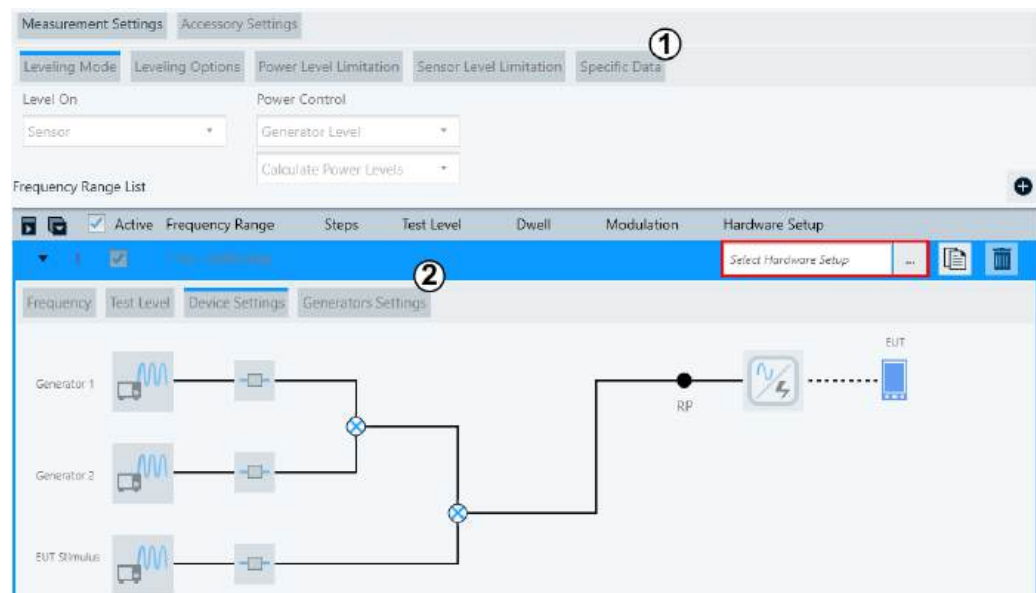 Measurement Settings Accessory Settings
1
Leveling Mode Leveling Options Power Level Limitation Sensor Level Limitation Specific Data
Level On Power Control
Sensor Generator Level
Calculate Power Levels
Frequency Range List
Active Frequency Range Steps Test Level Dwell Modulation Hardware Setup
Select Hardware Setup ...
2
Frequency Test Level Device Settings Generators Settings
EUT
Generator 1
RP
Generator 2
EUT Stimulus